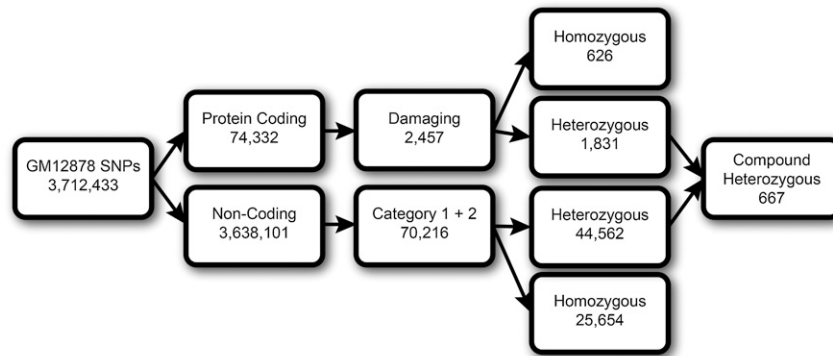 GM12878 SNPs
3,712,433
Protein Coding
74,332
Non-Coding
3,638,101
Damaging
2,457
Category 1 + 2
70,216
Homozygous
626
Heterozygous
1,831
Heterozygous
44,562
Homozygous
25,654
Compound
Heterozygous
667